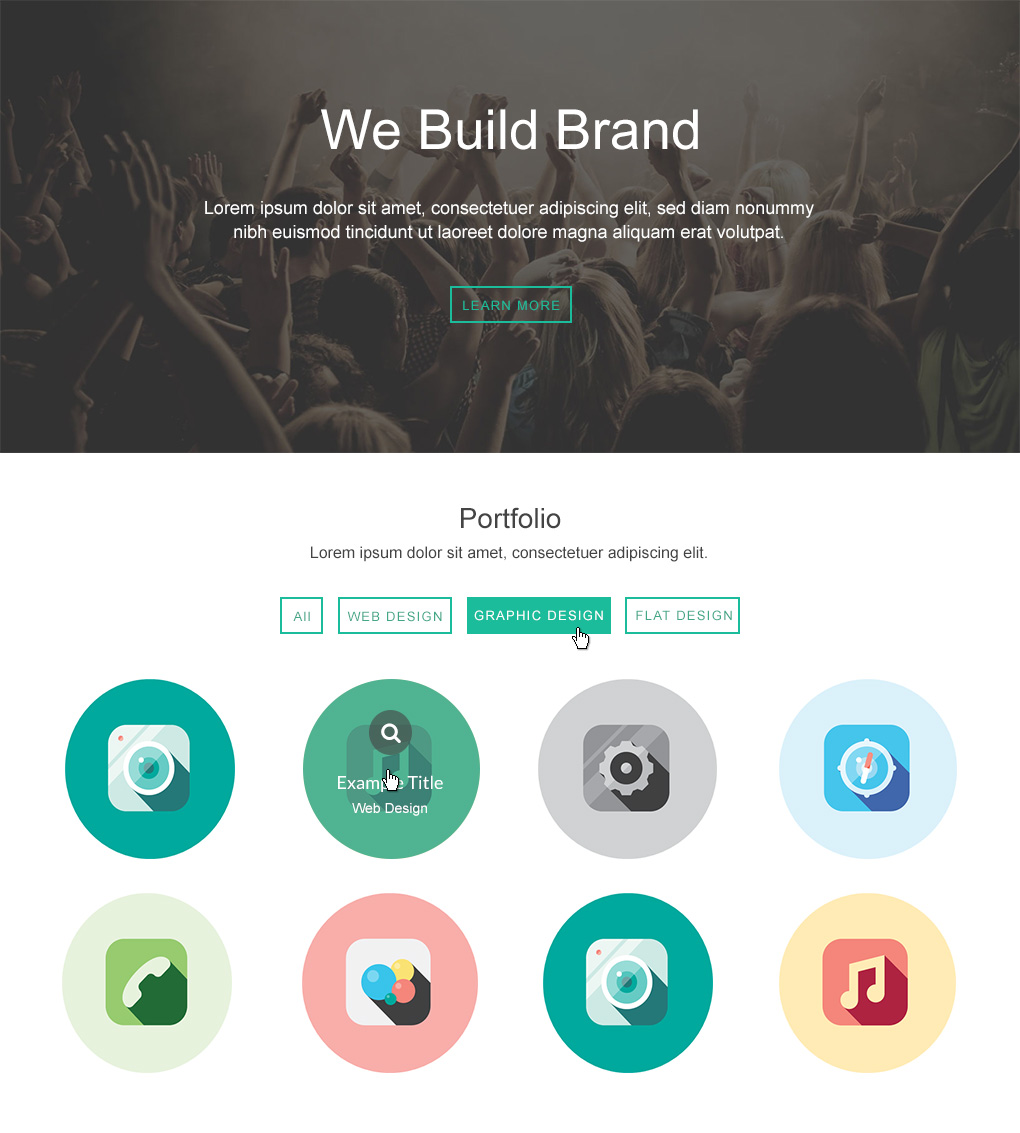 We Build Brand
Lorem ipsum dolor sit amet, consectetuer adipiscing elit, sed diam nonummy
nibh euismod tincidunt ut laoreet dolore magna aliquam erat volutpat.
LEARN MORE
Portfolio
Lorem ipsum dolor sit amet, consectetuer adipiscing elit.
All
WEB DESIGN
GRAPHIC DESIGN
FLAT DESIGN
Example Title
Web Design